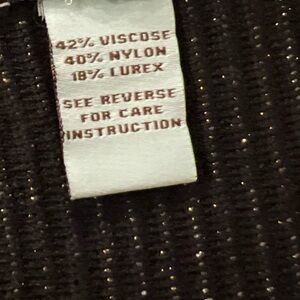 42% VISCOSE
40% NYLON
18% LUREX
SEE REVERSE
FOR CARE
INSTRUCTION